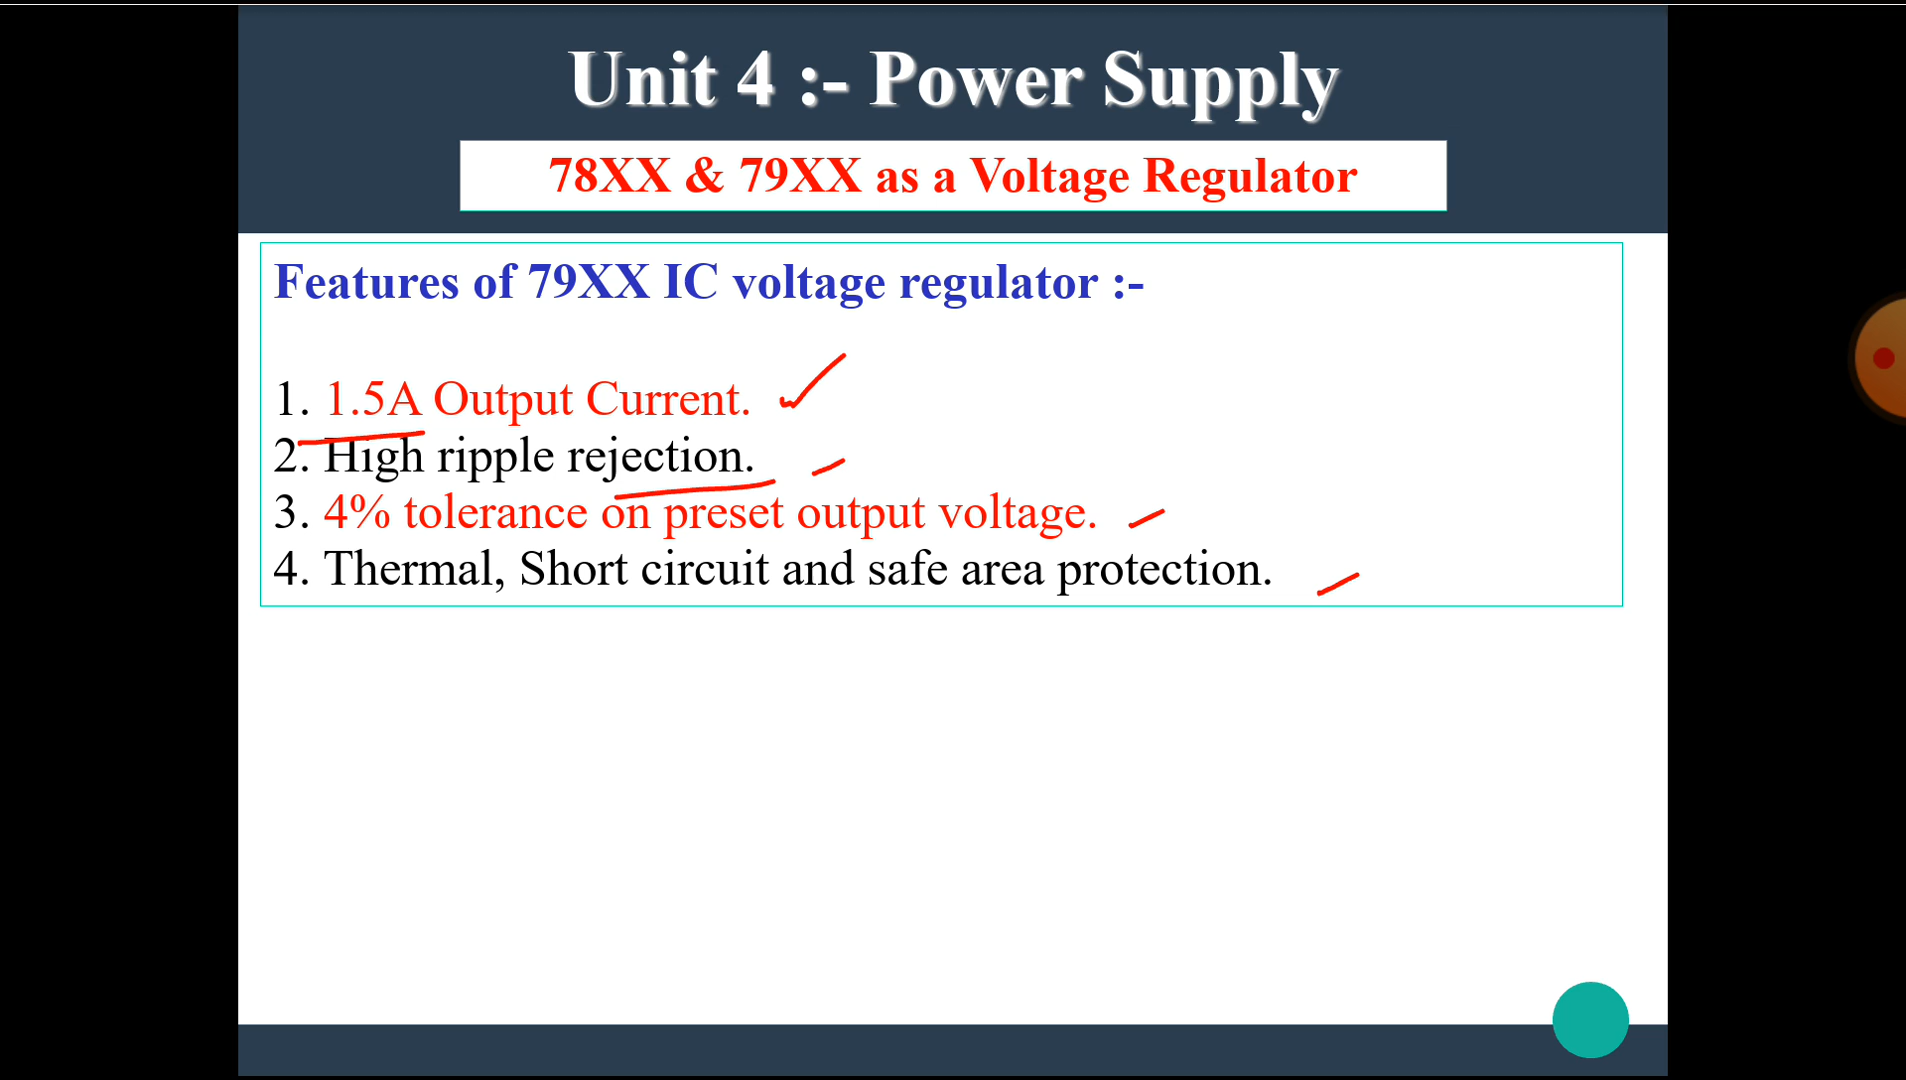 Unit 4 :- Power Supply
78XX & 79XX as a Voltage Regulator
Features of 79XX IC voltage regulator :-
1. 1.5A Output Current.
2. High ripple rejection.
3. 4% tolerance on preset output voltage.
4. Thermal, Short circuit and safe area protection.